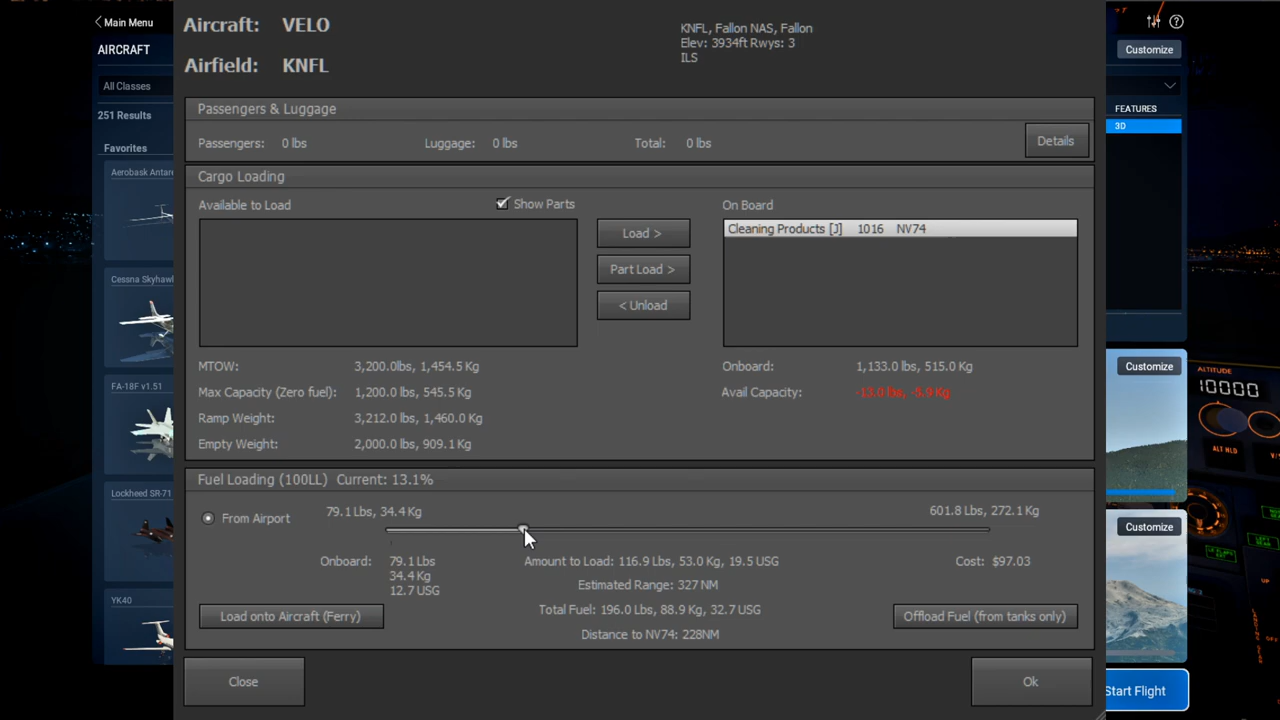 Main Menu
AIRCRAFT
All Classes
251 Results
Favorites
Aerobask Antare
Cessna Skyhawk
FA-18F v1.51
Lockheed SR-71
YK40
Aircraft: VELO
Airfield: KNFL
KNFL, Fallon NAS, Fallon
Elev: 3934ft Rwys: 3
ILS
Passengers & Luggage
Passengers: 0 lbs Luggage: 0 lbs Total: 0 lbs Details
Cargo Loading
Available to Load Show Parts On Board
Load > Cleaning Products [J] 1016 NV74
Part Load >
< Unload
MTOW: 3,200.0lbs, 1,454.5 Kg Onboard: 1,133.0 lbs, 515.0 Kg
Max Capacity (Zero fuel): 1,200.0 lbs, 545.5 Kg Avail Capacity: -13.0 lbs, -5.9 Kg
Ramp Weight: 3,212.0 lbs, 1,460.0 Kg
Empty Weight: 2,000.0 lbs, 909.1 Kg
Fuel Loading (100LL) Current: 13.1%
From Airport 79.1 Lbs, 34.4 Kg 601.8 Lbs, 272.1 Kg
Onboard: 79.1 Lbs Amount to Load: 116.9 Lbs, 53.0 Kg, 19.5 USG Cost: $97.03
34.4 Kg Estimated Range: 327 NM
12.7 USG
Total Fuel: 196.0 Lbs, 88.9 Kg, 32.7 USG
Load onto Aircraft (Ferry) Offload Fuel (from tanks only)
Distance to NV74: 228NM
Close Ok
Customize
FEATURES
3D
Customize
ALTITUDE
10000
ALT HLD
Customize
Start Flight